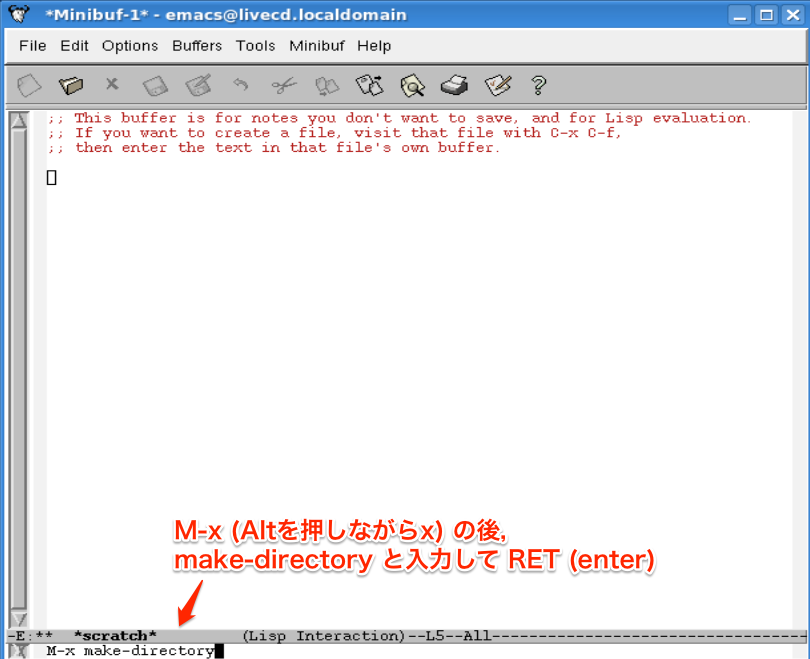 *Minibuf-1* - emacs@livecd.localdomain
File Edit Options Buffers Tools Minibuf Help
;; This buffer is for notes you don't want to save, and for Lisp evaluation.
;; If you want to create a file, visit that file with C-x C-f,
;; then enter the text in that file's own buffer.
M-x (Altを押しながらx) の後,
make-directory と入力して RET (enter)
-E:** *scratch* (Lisp Interaction)--L5--All----------------------------------
M-x make-directory